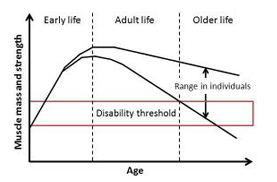 Early life Adult life Older life
Muscle mass and strength
Range in individuals
Disability threshold
Age